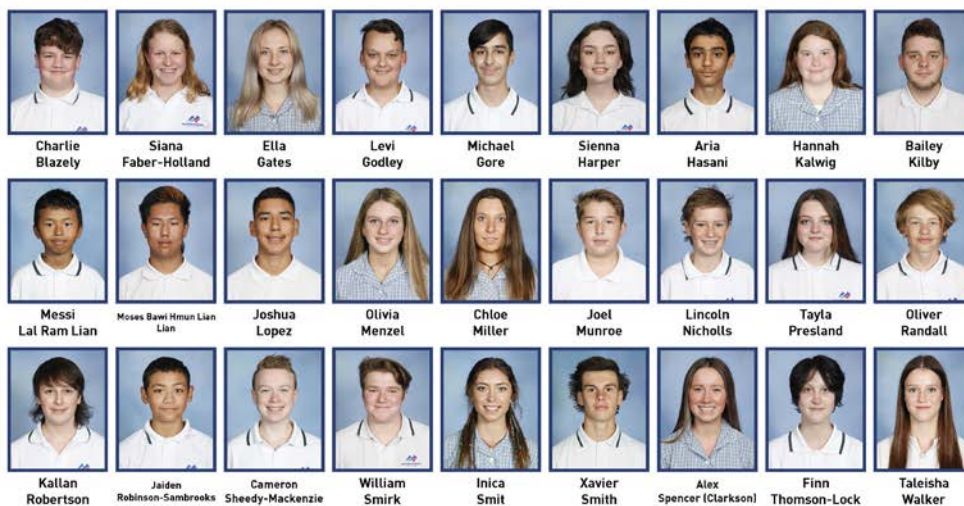 Charlie
Blazely
Siana
Faber-Holland
Ella
Gates
Levi
Godley
Michael
Gore
Sienna
Harper
Aria
Hasani
Hannah
Kalwig
Bailey
Kilby
Messi
Lal Ram Lian
Moses Bawi Hmun Lian
Lian
Joshua
Lopez
Olivia
Menzel
Chloe
Miller
Joel
Munroe
Lincoln
Nicholls
Tayla
Presland
Oliver
Randall
Kallan
Robertson
Jaiden
Robinson-Sambrooks
Cameron
Sheedy-Mackenzie
William
Smirk
Inica
Smit
Xavier
Smith
Alex
Spencer (Clarkson)
Finn
Thomson-Lock
Taleisha
Walker